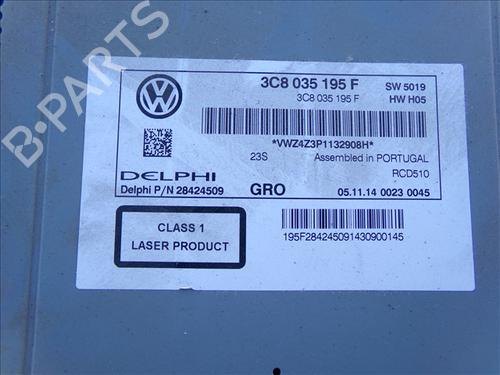 3C8 035 195 F SW 5019
3C8 035 195 F HW H05
*VWZ4Z3P1132908H*
23S Assembled in PORTUGAL
DELPHI RCD510
Delphi P/N 28424509 GRO 05.11.14 0023 0045
CLASS 1
LASER PRODUCT
195F284245091430900145
B-PARTS